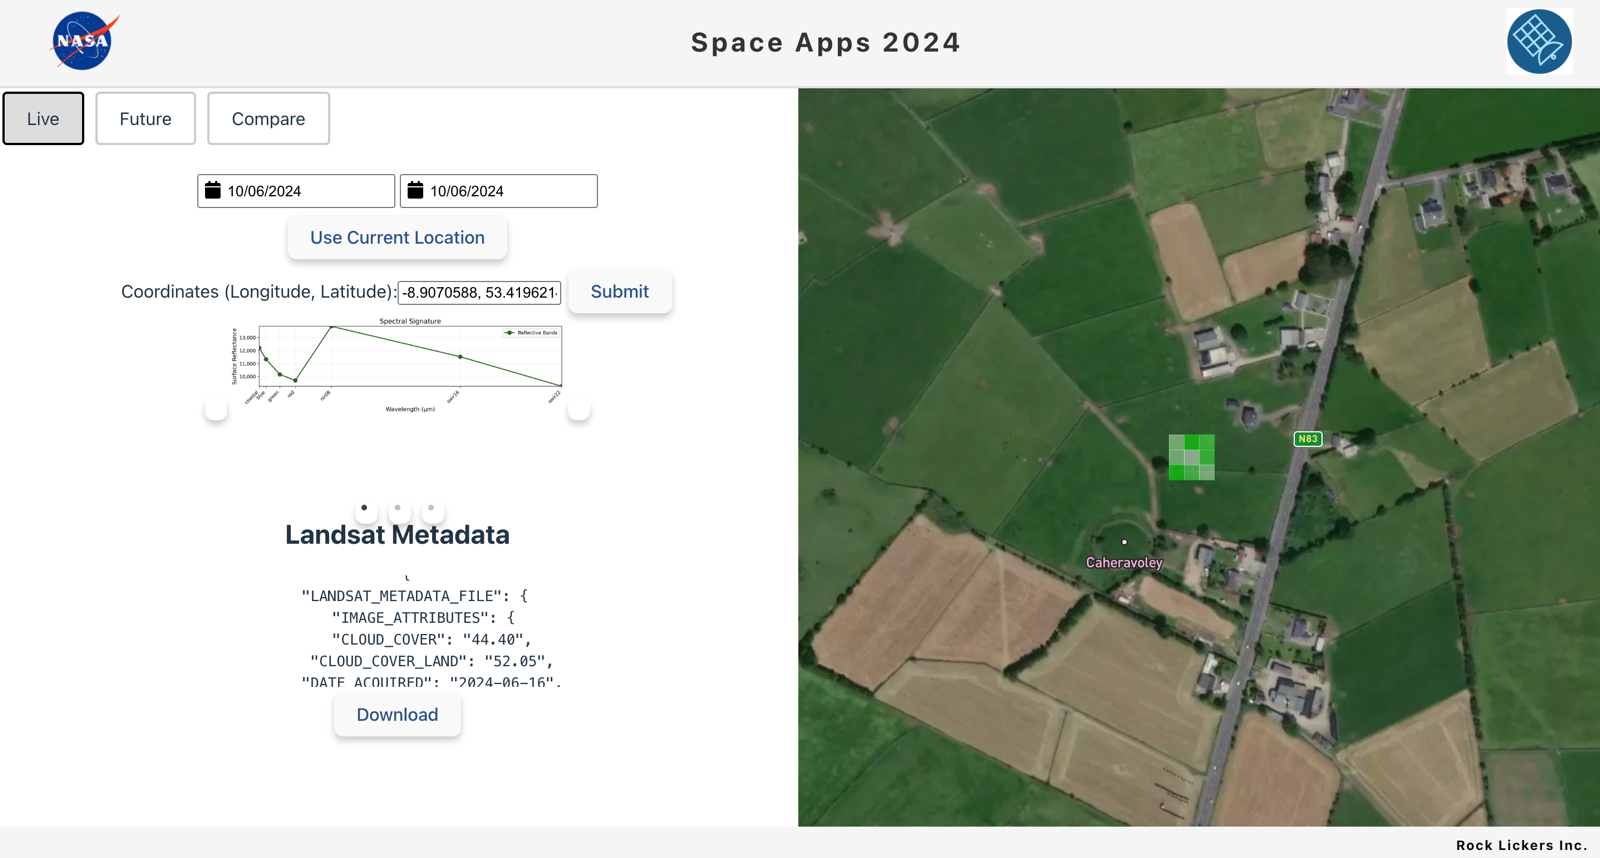 NASA
Space Apps 2024
Live
Future
Compare
10/06/2024
10/06/2024
Use Current Location
Coordinates (Longitude, Latitude):
-8.9070588, 53.419621
Submit
Spectral Signature
Reflective Bands
Surface Reflectance
13,000
12,000
11,000
10,000
coastal
blue
green
red
nir08
swir16
swir22
Wavelength (μm)
Landsat Metadata
{
"LANDSAT_METADATA_FILE": {
"IMAGE_ATTRIBUTES": {
"CLOUD_COVER": "44.40",
"CLOUD_COVER_LAND": "52.05",
"DATE_ACQUIRED": "2024-06-16",
Download
N83
Caheravoley
Rock Lickers Inc.